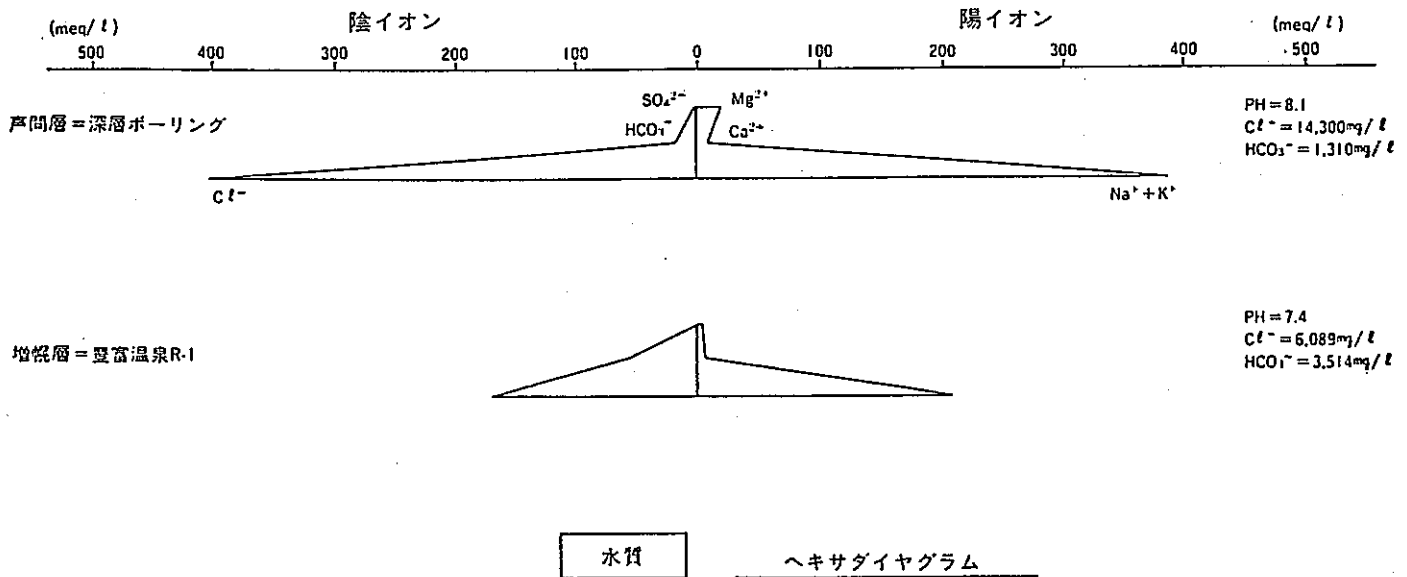 (meq/ℓ) 陰イオン 陽イオン (meq/ℓ)
500 400 300 200 100 0 100 200 300 400 500
声問層=深層ボーリング
SO₄²⁻ Mg²⁺
HCO₃⁻ Ca²⁺
Cℓ⁻ Na⁺+K⁺
PH=8.1
Cℓ⁻=14,300mg/ℓ
HCO₃⁻=1,310mg/ℓ
増幌層=豊富温泉R-1
PH=7.4
Cℓ⁻=6,089mg/ℓ
HCO₃⁻=3,514mg/ℓ
水質 ヘキサダイヤグラム